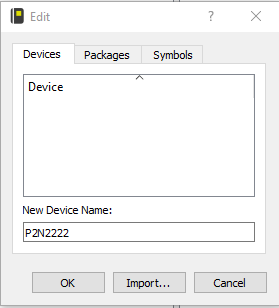 Edit ? ×
Devices Packages Symbols
Device
New Device Name:
P2N2222
OK Import... Cancel